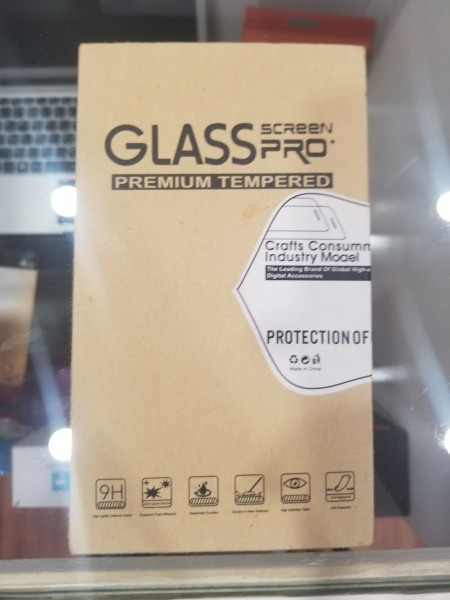 GLASS SCREEN PRO+
PREMIUM TEMPERED
Crafts Consumm
Industry Model
The Leading Brand Of Global High-e
Digital Accessories
PROTECTION OF
Made in China
9H